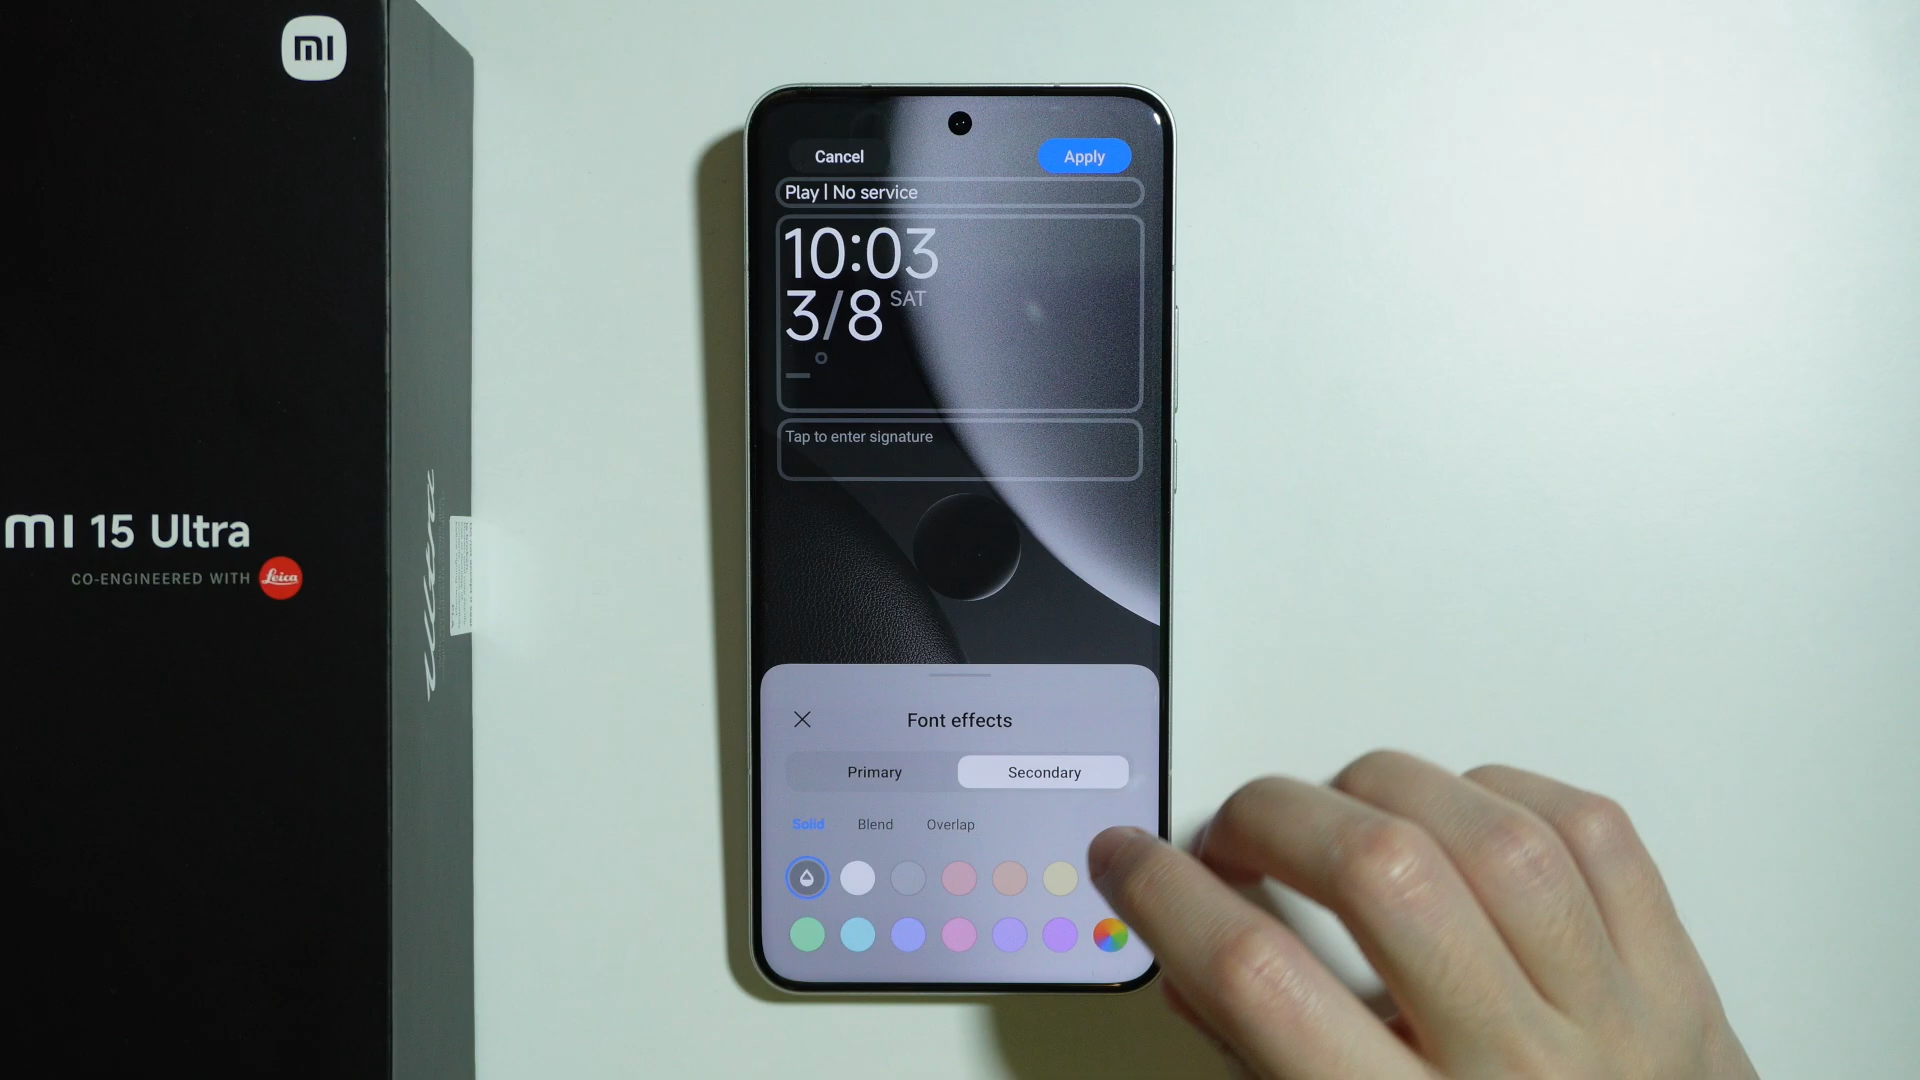 mi
mi 15 Ultra
CO-ENGINEERED WITH Leica
Ultra
Cancel
Apply
Play | No service
10:03
3/8 SAT
_°
Tap to enter signature
Font effects
Primary
Secondary
Solid
Blend
Overlap